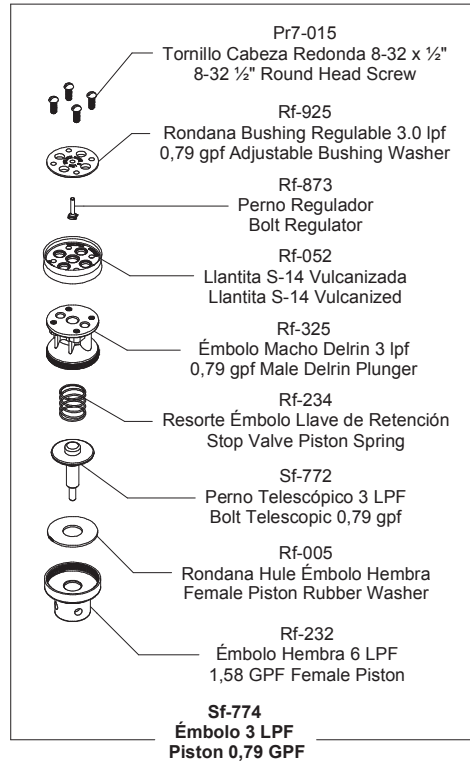 Pr7-015
Tornillo Cabeza Redonda 8-32 x ½"
8-32 ½" Round Head Screw
Rf-925
Rondana Bushing Regulable 3.0 lpf
0,79 gpf Adjustable Bushing Washer
Rf-873
Perno Regulador
Bolt Regulator
Rf-052
Llantita S-14 Vulcanizada
Llantita S-14 Vulcanized
Rf-325
Émbolo Macho Delrin 3 lpf
0,79 gpf Male Delrin Plunger
Rf-234
Resorte Émbolo Llave de Retención
Stop Valve Piston Spring
Sf-772
Perno Telescópico 3 LPF
Bolt Telescopic 0,79 gpf
Rf-005
Rondana Hule Émbolo Hembra
Female Piston Rubber Washer
Rf-232
Émbolo Hembra 6 LPF
1,58 GPF Female Piston
Sf-774
Émbolo 3 LPF
Piston 0,79 GPF